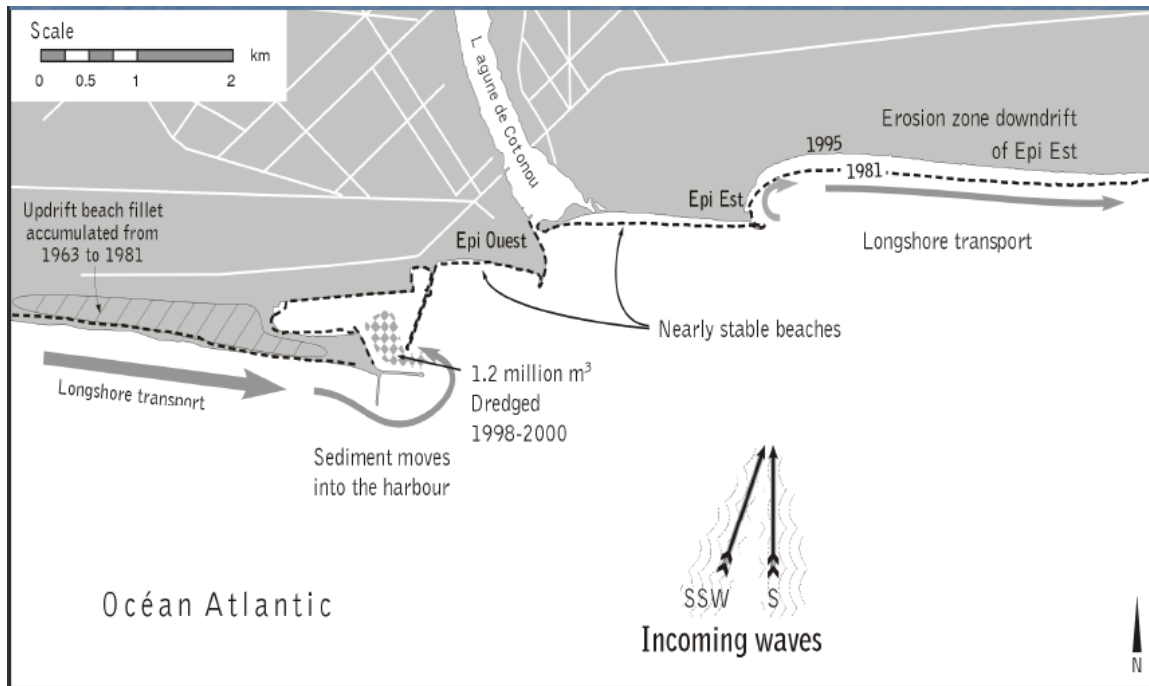 Scale
km
0 0.5 1 2
Lagune de Cotonou
Erosion zone downdrift
of Epi Est
1995
1981
Epi Est
Longshore transport
Updrift beach fillet
accumulated from
1963 to 1981
Epi Ouest
Nearly stable beaches
1.2 million m³
Dredged
1998-2000
Longshore transport
Sediment moves
into the harbour
SSW S
Incoming waves
Océan Atlantic
N